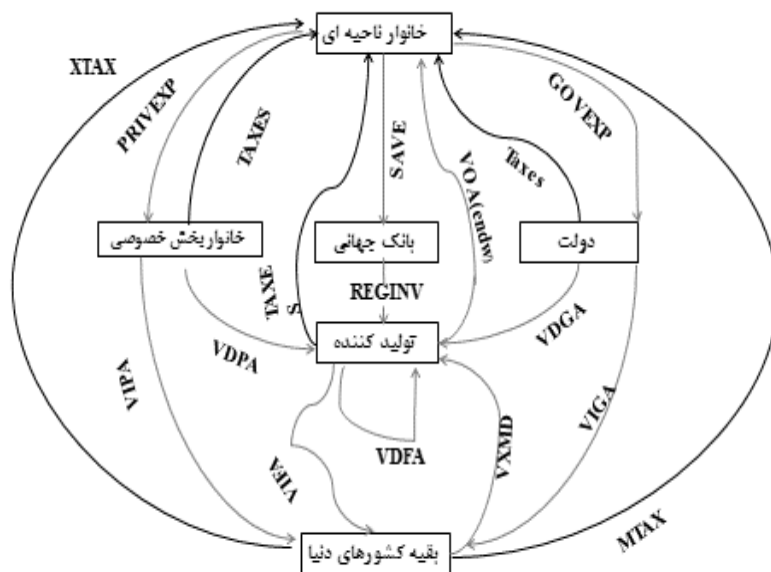 خانوار ناحیه ای
XTAX
PRIVEXP
TAXES
SAVE
VOA(endw)
Taxes
GOVEXP
خانوار بخش خصوصی
بانک جهانی
دولت
TAXE
S
REGINV
تولید کننده
VDPA
VDGA
VIPA
VDFA
VIFA
VXMD
VIGA
بقیه کشورهای دنیا
MTAX